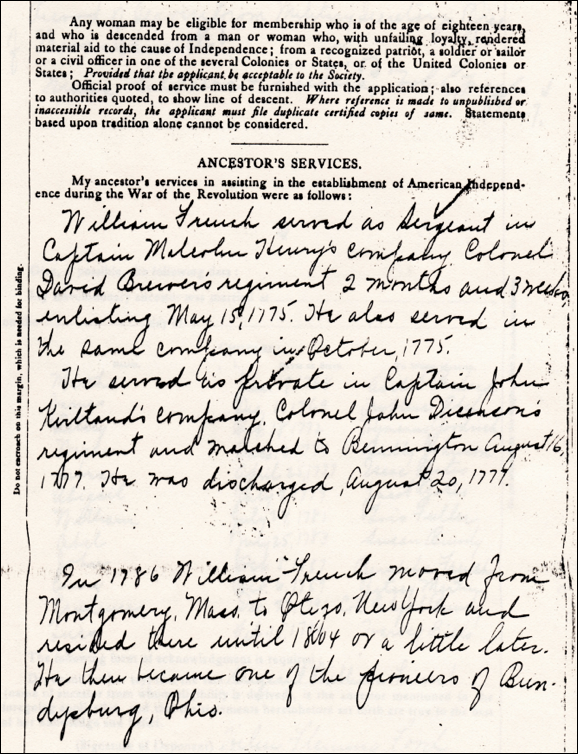 Any woman may be eligible for membership who is of the age of eighteen years,
and who is descended from a man or woman who, with unfailing loyalty, rendered
material aid to the cause of Independence; from a recognized patriot, a soldier or sailor
or a civil officer in one of the several Colonies or States, or of the United Colonies or
States; Provided that the applicant be acceptable to the Society.
Official proof of service must be furnished with the application; also references
to authorities quoted, to show line of descent. Where reference is made to unpublished or
inaccessible records, the applicant must file duplicate certified copies of same. Statements
based upon tradition alone cannot be considered.
ANCESTOR'S SERVICES.
My ancestor's services in assisting in the establishment of American Independ-
ence during the War of the Revolution were as follows:
William French served as Sergeant in
Captain Malcolm Henry's company, Colonel
David Brewer's regiment 2 months and 3 weeks,
enlisting May 15, 1775. He also served in
the same company in October, 1775.
He served as private in Captain John
Kirtland's company, Colonel John Dickson's
regiment and marched to Bennington August 16,
1777. He was discharged, August 20, 1777.
In 1786 William French moved from
Montgomery, Mass. to Otego, New York and
resided there until 1804 or a little later.
He then became one of the pioneers of Brn-
dysburg, Ohio.
Do not encroach on this margin, which is needed for binding.